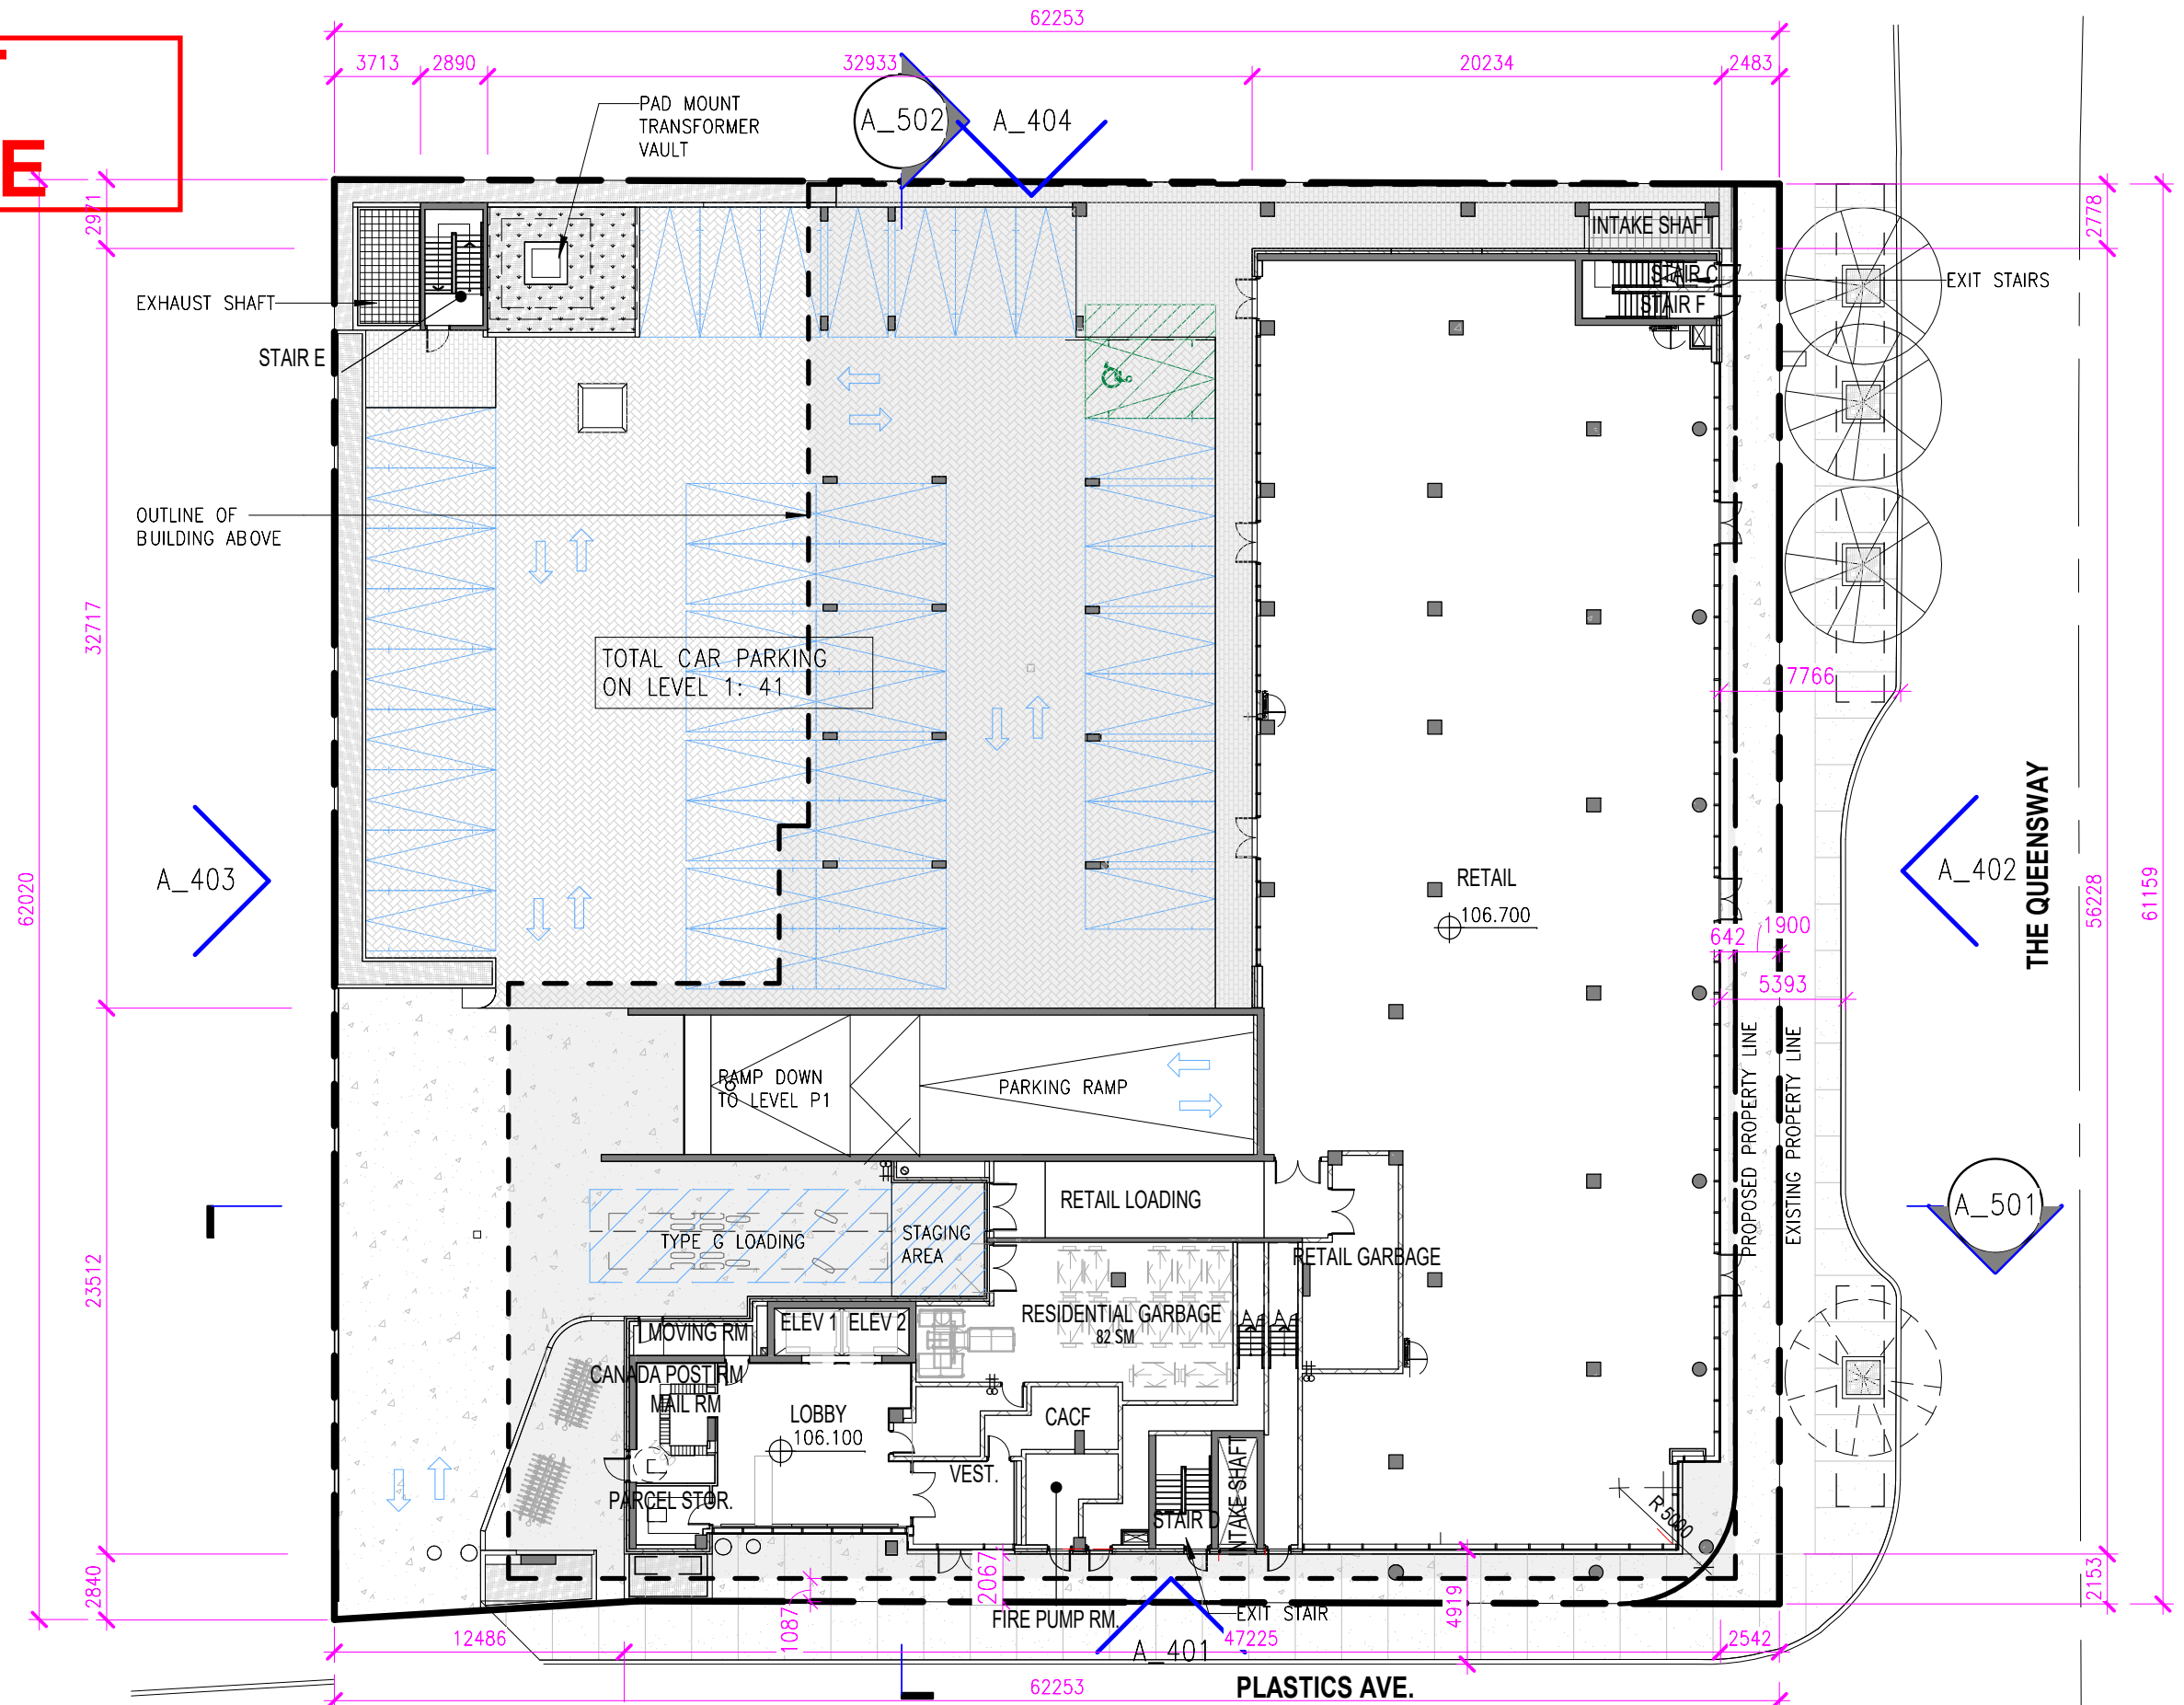 62253
3713
2890
32933
20234
2483
E
PAD MOUNT
TRANSFORMER
VAULT
A_502
A_404
2971
2778
INTAKE SHAFT
STAIR C
EXIT STAIRS
STAIR F
EXHAUST SHAFT
STAIR E
OUTLINE OF
BUILDING ABOVE
32717
TOTAL CAR PARKING
ON LEVEL 1: 41
7766
THE QUEENSWAY
A_403
A_402
62020
RETAIL
106.700
56228
61159
642
1900
5393
PROPOSED PROPERTY LINE
EXISTING PROPERTY LINE
RAMP DOWN
TO LEVEL P1
PARKING RAMP
RETAIL LOADING
A_501
TYPE G LOADING
STAGING
AREA
RETAIL GARBAGE
23512
RESIDENTIAL GARBAGE
82 SM
ELEV 1
ELEV 2
MOVING RM
CANADA POST RM
MAIL RM
LOBBY
106.100
CACF
VEST.
INTAKE SHAFT
PARCEL STOR.
STAIR D
R 5000
2840
1087
2067
FIRE PUMP RM.
EXIT STAIR
4919
2153
12486
A_401
47225
2542
62253
PLASTICS AVE.